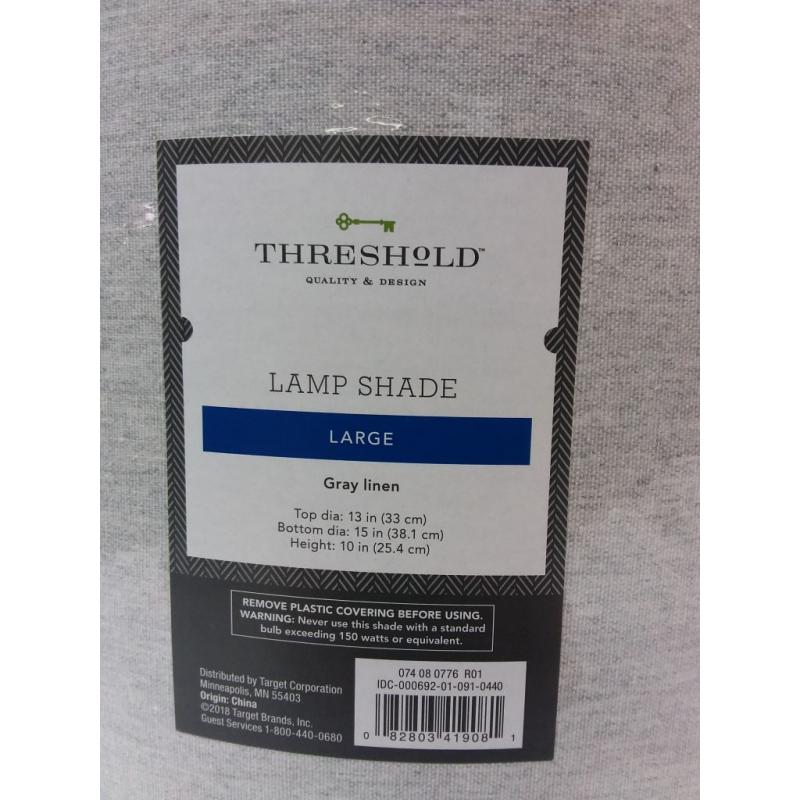 THRESHOLD™
QUALITY & DESIGN
LAMP SHADE
LARGE
Gray linen
Top dia: 13 in (33 cm)
Bottom dia: 15 in (38.1 cm)
Height: 10 in (25.4 cm)
REMOVE PLASTIC COVERING BEFORE USING.
WARNING: Never use this shade with a standard
bulb exceeding 150 watts or equivalent.
Distributed by Target Corporation
Minneapolis, MN 55403
Origin: China
©2018 Target Brands, Inc.
Guest Services 1-800-440-0680
074 08 0776 R01
IDC-000692-01-091-0440
0 82803 41908 1